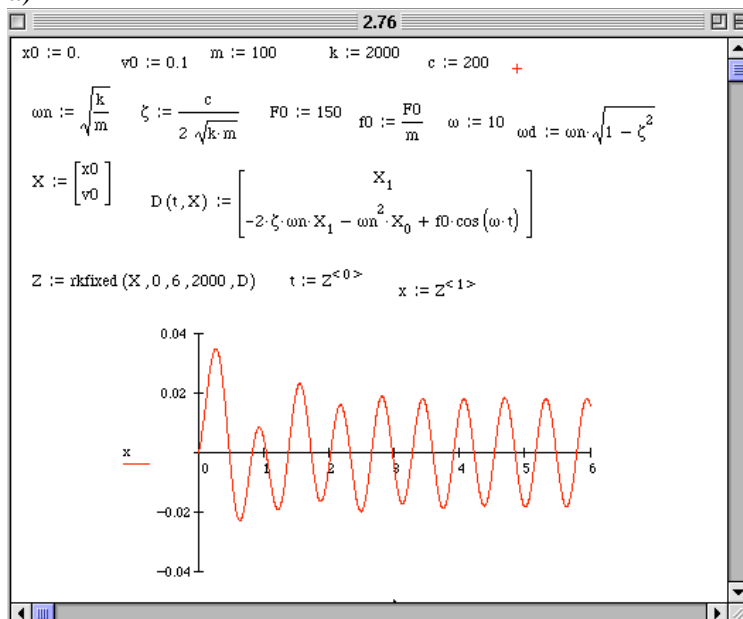 2.76
x0 := 0. v0 := 0.1 m := 100 k := 2000 c := 200 +
ωn := √(k/m) ζ := c/(2 √(k·m)) F0 := 150 f0 := F0/m ω := 10 ωd := ωn·√(1 − ζ²)
X := [x0 v0] D(t,X) := [X₁ −2·ζ·ωn·X₁ − ωn²·X₀ + f0·cos(ω·t)]
Z := rkfixed(X,0,6,2000,D) t := Z^<0> x := Z^<1>
0.04
0.02
x
0 1 2 3 4 5 6
−0.02
−0.04